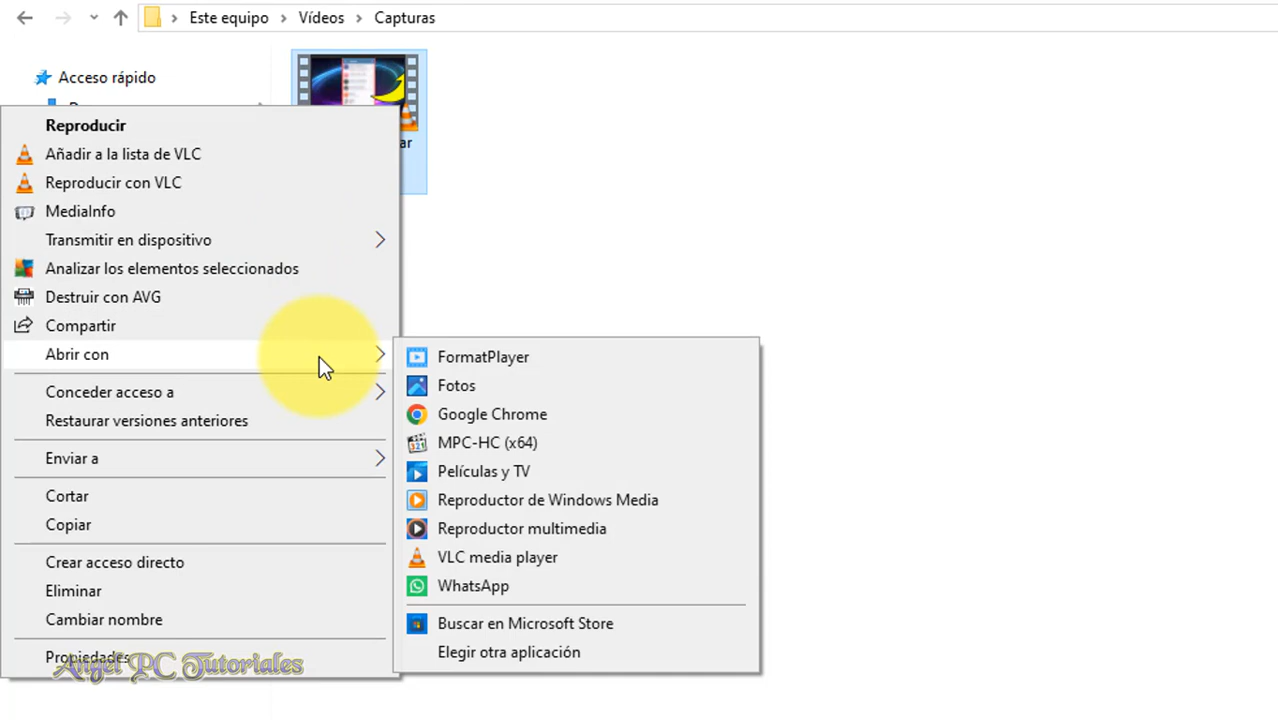 Este equipo > Vídeos > Capturas
Acceso rápido
ar
Reproducir
Añadir a la lista de VLC
Reproducir con VLC
MediaInfo
Transmitir en dispositivo
Analizar los elementos seleccionados
Destruir con AVG
Compartir
Abrir con
Conceder acceso a
Restaurar versiones anteriores
Enviar a
Cortar
Copiar
Crear acceso directo
Eliminar
Cambiar nombre
Propiedades
Angel PC Tutoriales
FormatPlayer
Fotos
Google Chrome
MPC-HC (x64)
Películas y TV
Reproductor de Windows Media
Reproductor multimedia
VLC media player
WhatsApp
Buscar en Microsoft Store
Elegir otra aplicación